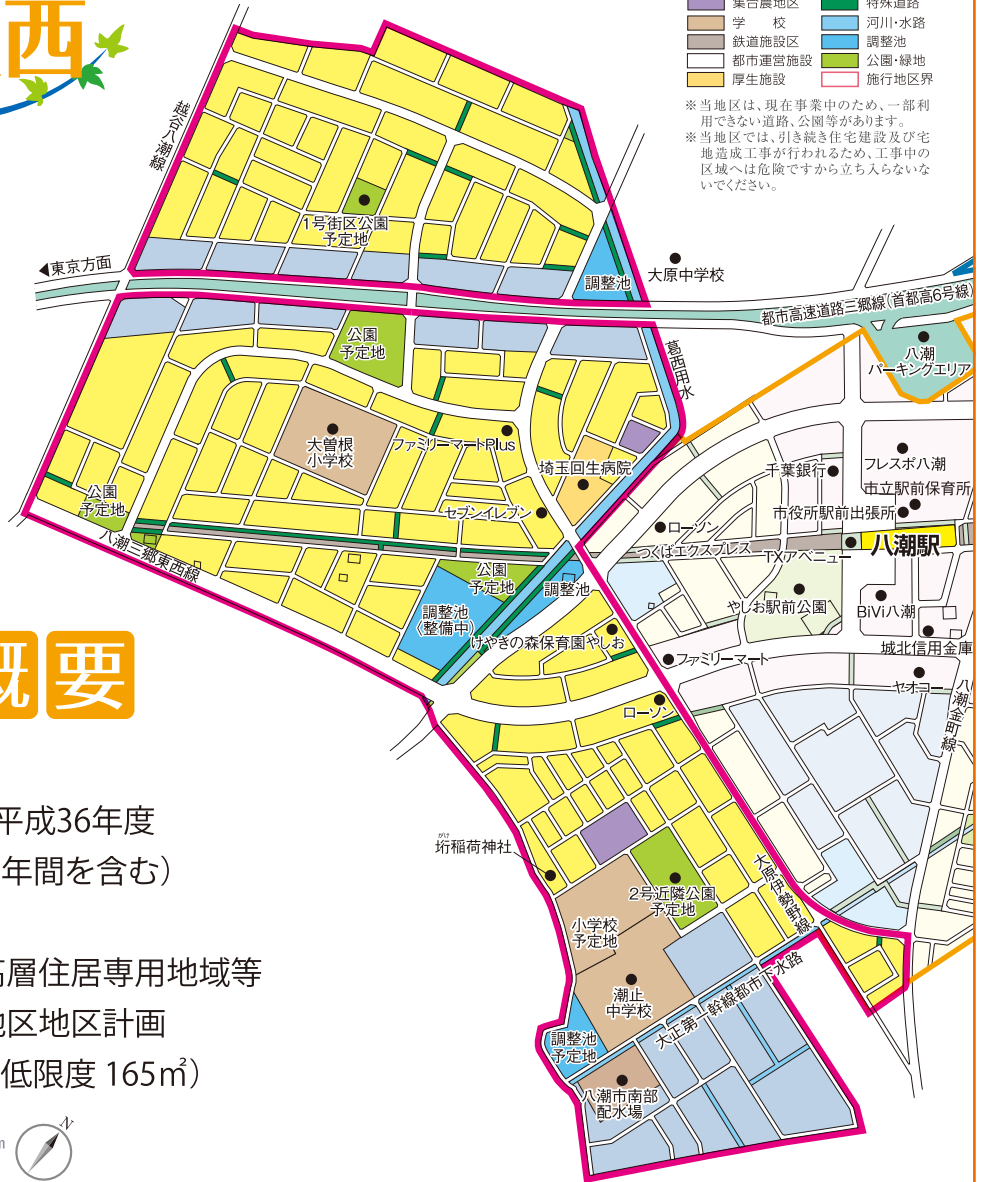 西
集合農地区
特殊道路
学 校
河川・水路
鉄道施設区
調整池
都市運営施設
公園・緑地
厚生施設
施行地区界
※当地区は、現在事業中のため、一部利
用できない道路、公園等があります。
※当地区では、引き続き住宅建設及び宅
地造成工事が行われるため、工事中の
区域へは危険ですから立ち入らないな
いでください。
越谷八潮線
1号街区公園
予定地
◀東京方面
調整池
大原中学校
都市高速道路三郷線(首都高6号線)
公園
予定地
葛西用水
八潮
パーキングエリア
大曽根
小学校
ファミリーマートPlus
埼玉回生病院
千葉銀行
フレスポ八潮
市立駅前保育所
公園
予定地
セブンイレブン
ローソン
市役所駅前出張所
八潮三郷東西線
つくばエクスプレス
TXアベニュー
八潮駅
公園
予定地
調整池
調整池
(整備中)
やしお駅前公園
BiVi八潮
けやきの森保育園やしお
城北信用金庫
ファミリーマート
ヤオコー
八潮金町線
ローソン
概要
平成36年度
年間を含む)
垳稲荷神社
がけ
2号近隣公園
予定地
大原伊勢野線
小学校
予定地
高層住居専用地域等
潮止
中学校
大正第一幹線都市下水路
地区地区計画
調整池
予定地
低限度 165㎡)
八潮市南部
配水場
N
m